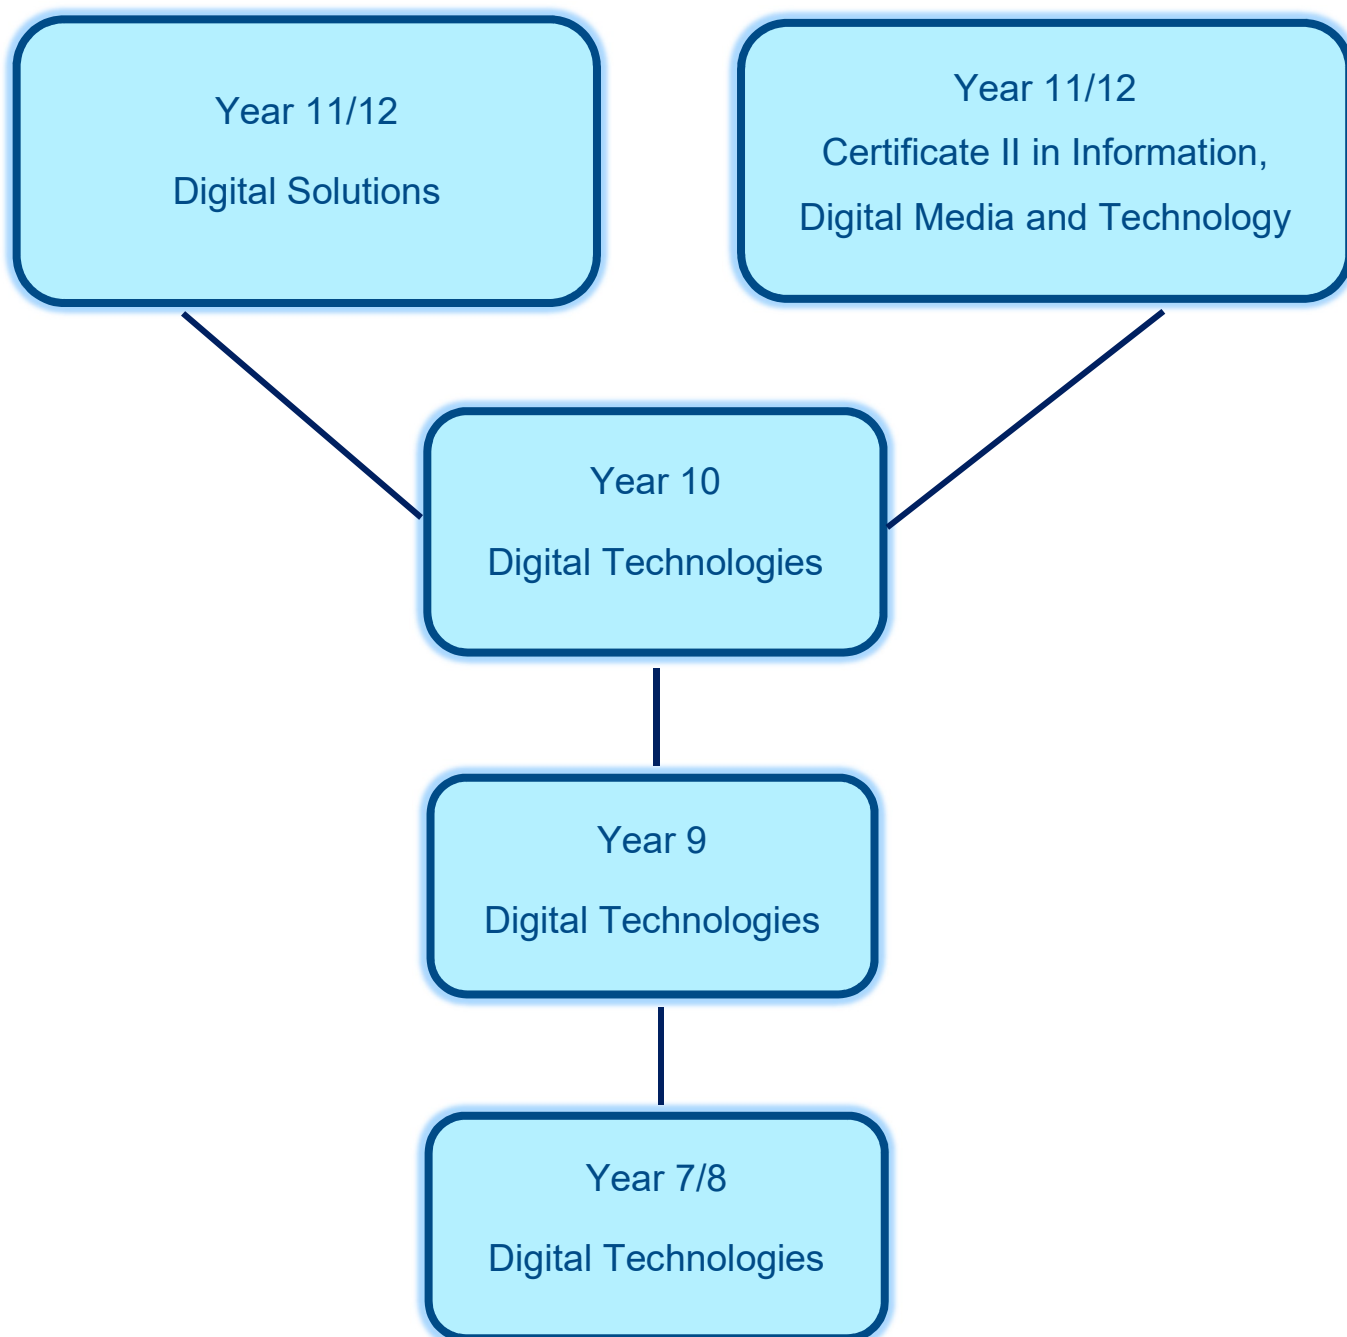 Year 11/12
Digital Solutions
Year 11/12
Certificate II in Information,
Digital Media and Technology
Year 10
Digital Technologies
Year 9
Digital Technologies
Year 7/8
Digital Technologies